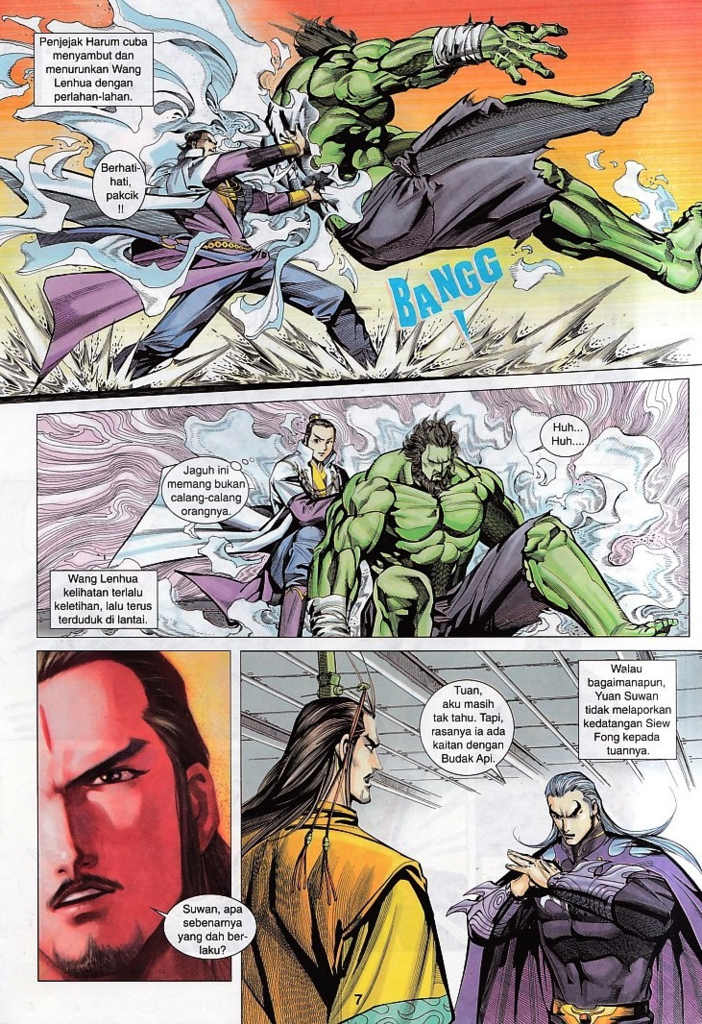 Penjejak Harum cuba
menyambut dan
menurunkan Wang
Lenhua dengan
perlahan-lahan.
Berhati-
hati,
pakcik
!!
BANGG
!
Jaguh ini
memang bukan
calang-calang
orangnya.
Huh...
Huh....
Wang Lenhua
kelihatan terlalu
keletihan, lalu terus
terduduk di lantai.
Suwan, apa
sebenarnya
yang dah ber-
laku?
Tuan,
aku masih
tak tahu. Tapi,
rasanya ia ada
kaitan dengan
Budak Api.
Walau
bagaimanapun,
Yuan Suwan
tidak melaporkan
kedatangan Siew
Fong kepada
tuannya.
7